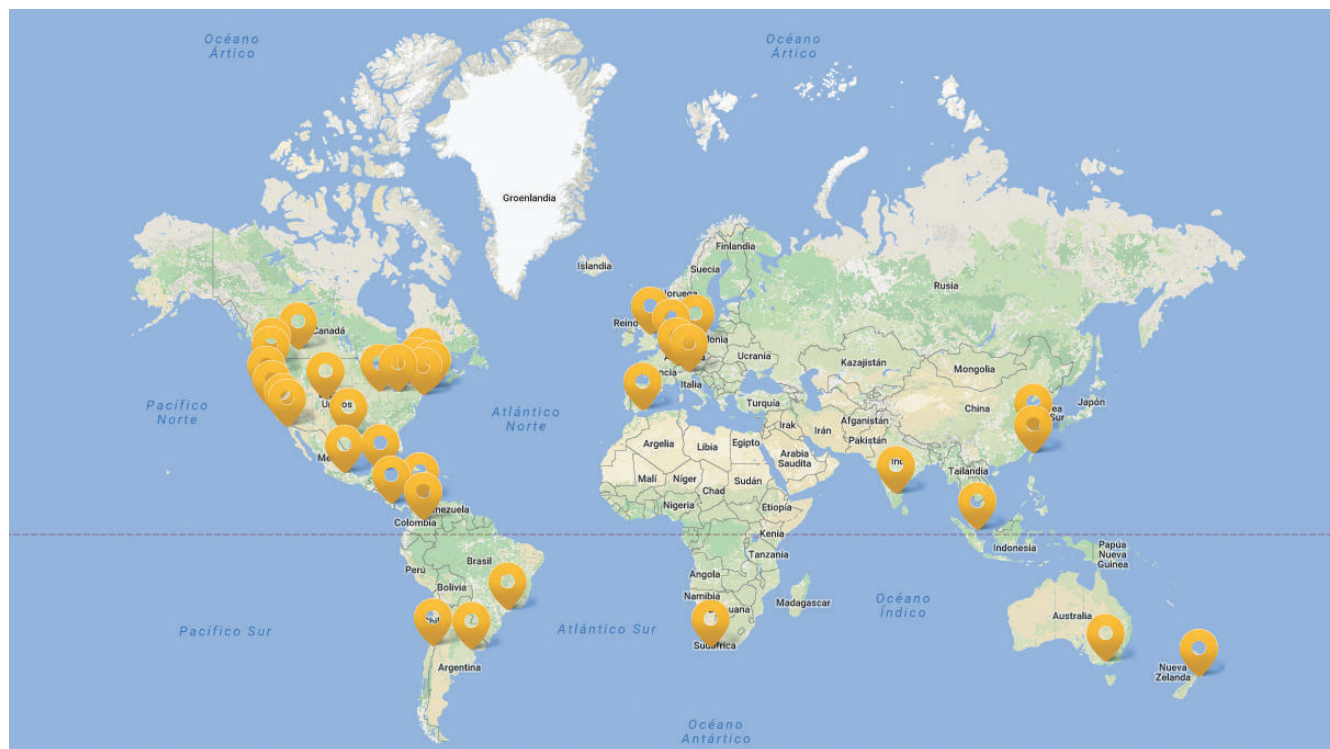 Océano
Ártico
Océano
Ártico
Groenlandia
Finlandia
Islandia
Suecia
Rusia
Canadá
Reino
Ucrania
Kazajistán
Mongolia
Italia
Pacífico
Norte
Atlántico
Norte
Turquía
China
Japón
Sur
Irak
Irán
Afganistán
Pakistán
Argelia
Libia
Egipto
Arabia
Saudita
Malí
Níger
Chad
Sudán
Tailandia
Nigeria
Etiopía
Colombia
Kenia
Indonesia
Papúa
Nueva
Guinea
Tanzania
Brasil
Perú
Bolivia
Angola
Namibia
Madagascar
Océano
Índico
Pacífico Sur
Atlántico Sur
Australia
Sudáfrica
Argentina
Nueva
Zelanda
Océano
Antártico